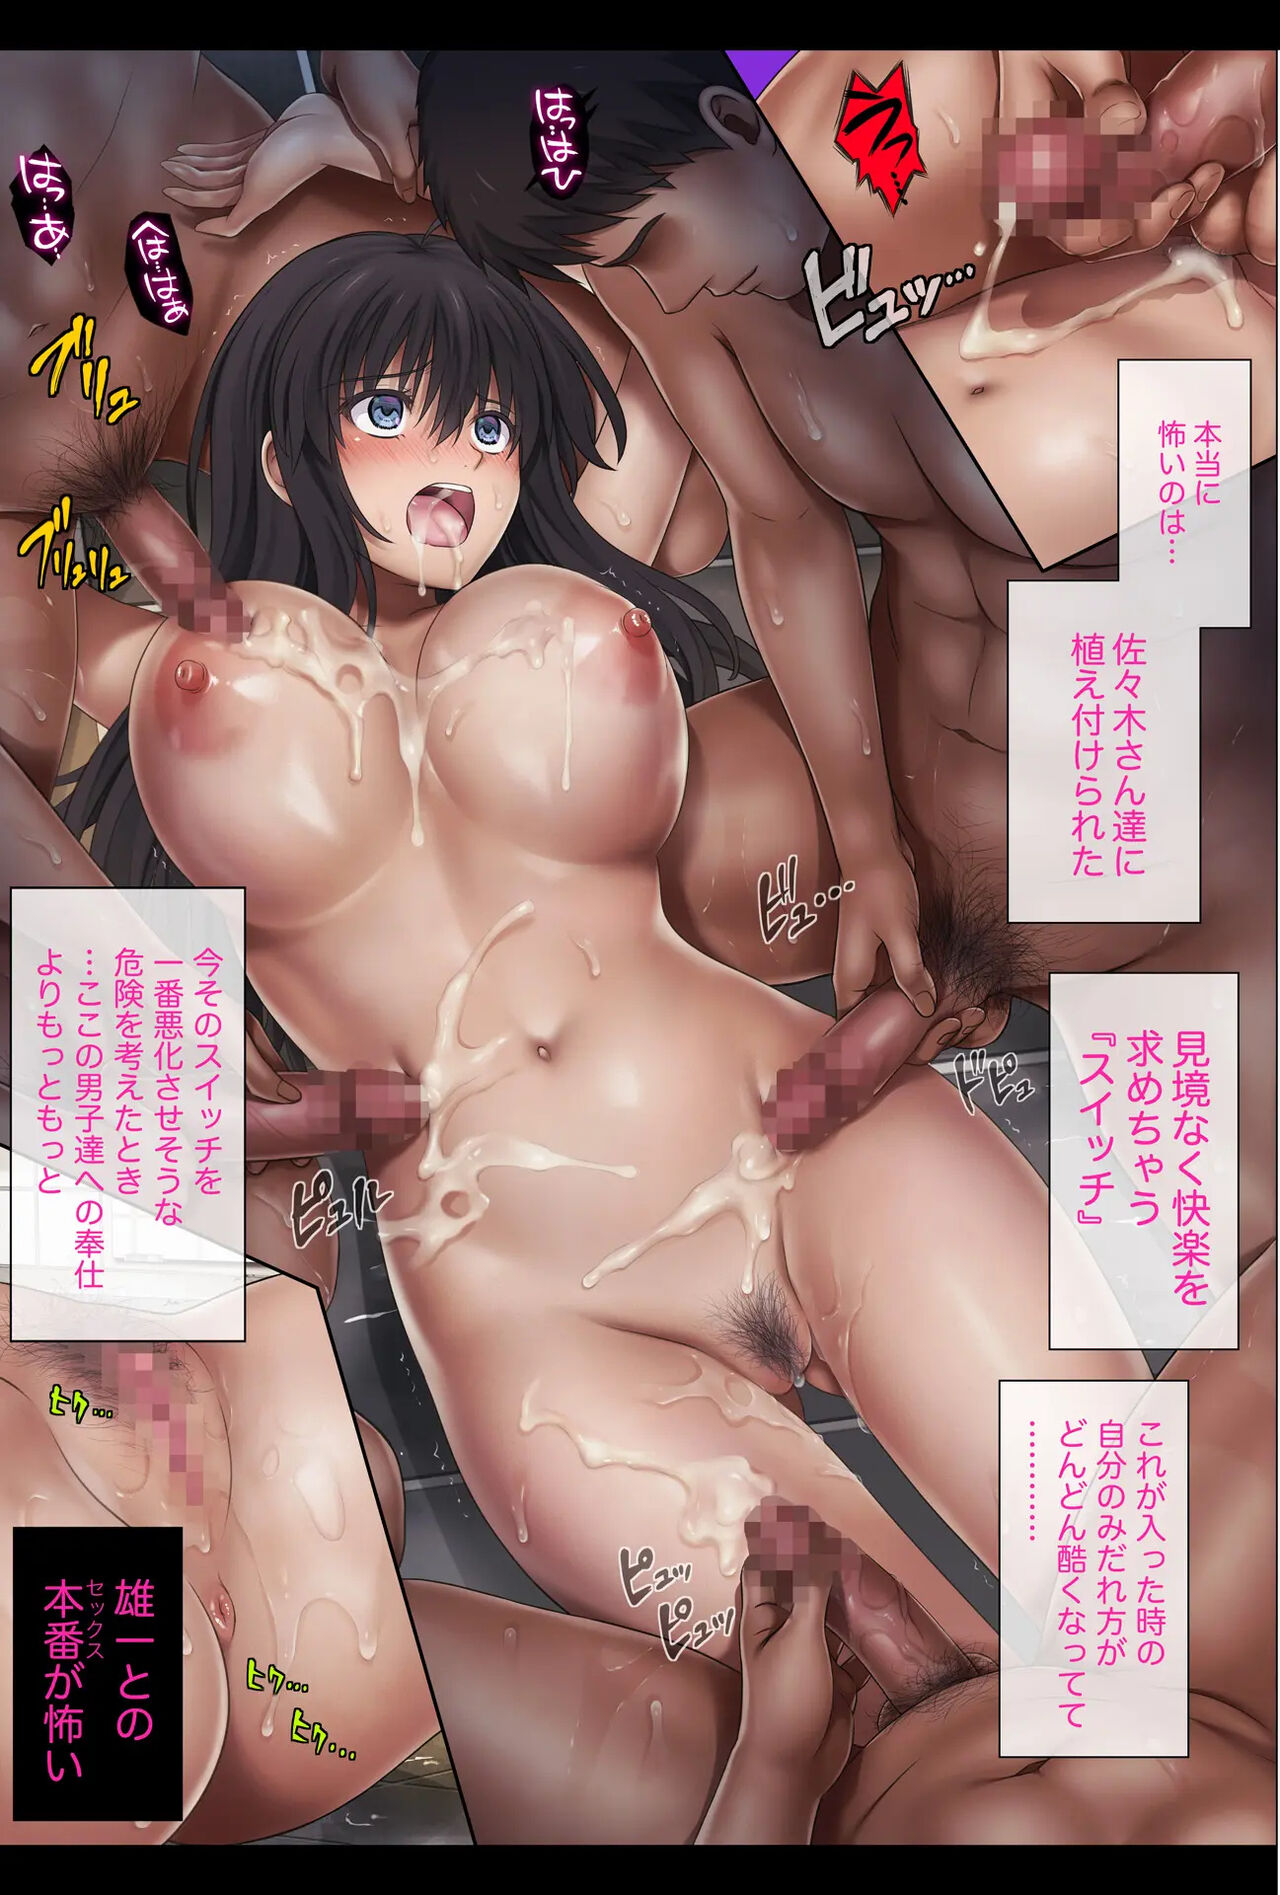 はっはひ
はっ…あ…
へは…はぁ
ブリュ
ブリュリュ
ビュルッ…
本当に
怖いのは…
佐々木さん達に
植え付けられた
見境なく快楽を
求めちゃう
『スイッチ』
これが入った時の
自分のみだれ方が
どんどん酷くなってて
…………
ビュ…
ドピュ
ピュル
ピュッ
ピュッ
今そのスイッチを
一番悪化させそうな
危険を考えたとき
…ここの男子達への奉仕
よりもっともっと
ヒク…
ヒク…
ヒク…
雄一との
本番が怖い
セックス